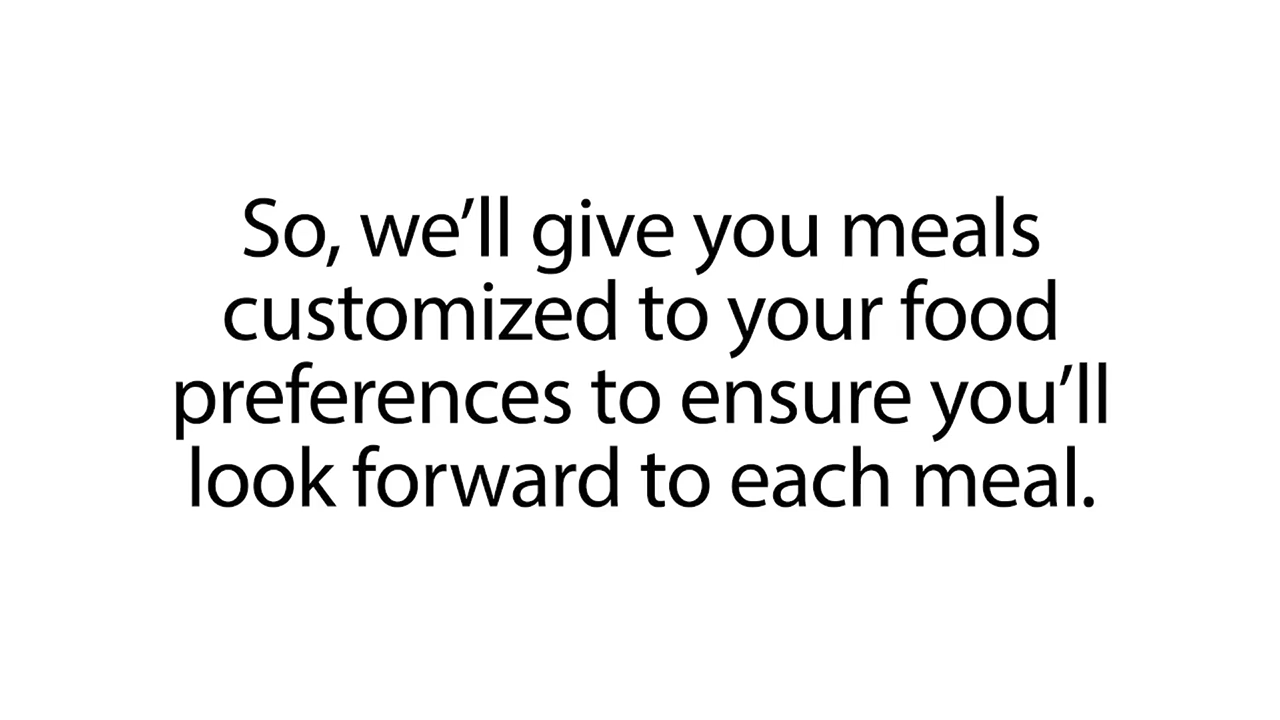 So, we’ll give you meals
customized to your food
preferences to ensure you’ll
look forward to each meal.